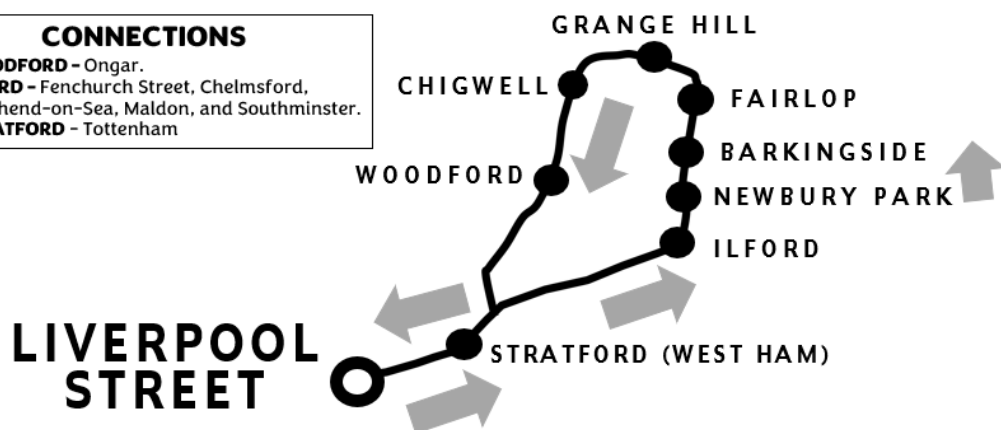 CONNECTIONS
ODFORD – Ongar.
RD – Fenchurch Street, Chelmsford,
hend-on-Sea, Maldon, and Southminster.
ATFORD – Tottenham
GRANGE HILL
CHIGWELL
FAIRLOP
BARKINGSIDE
WOODFORD
NEWBURY PARK
ILFORD
LIVERPOOL
STREET
STRATFORD (WEST HAM)